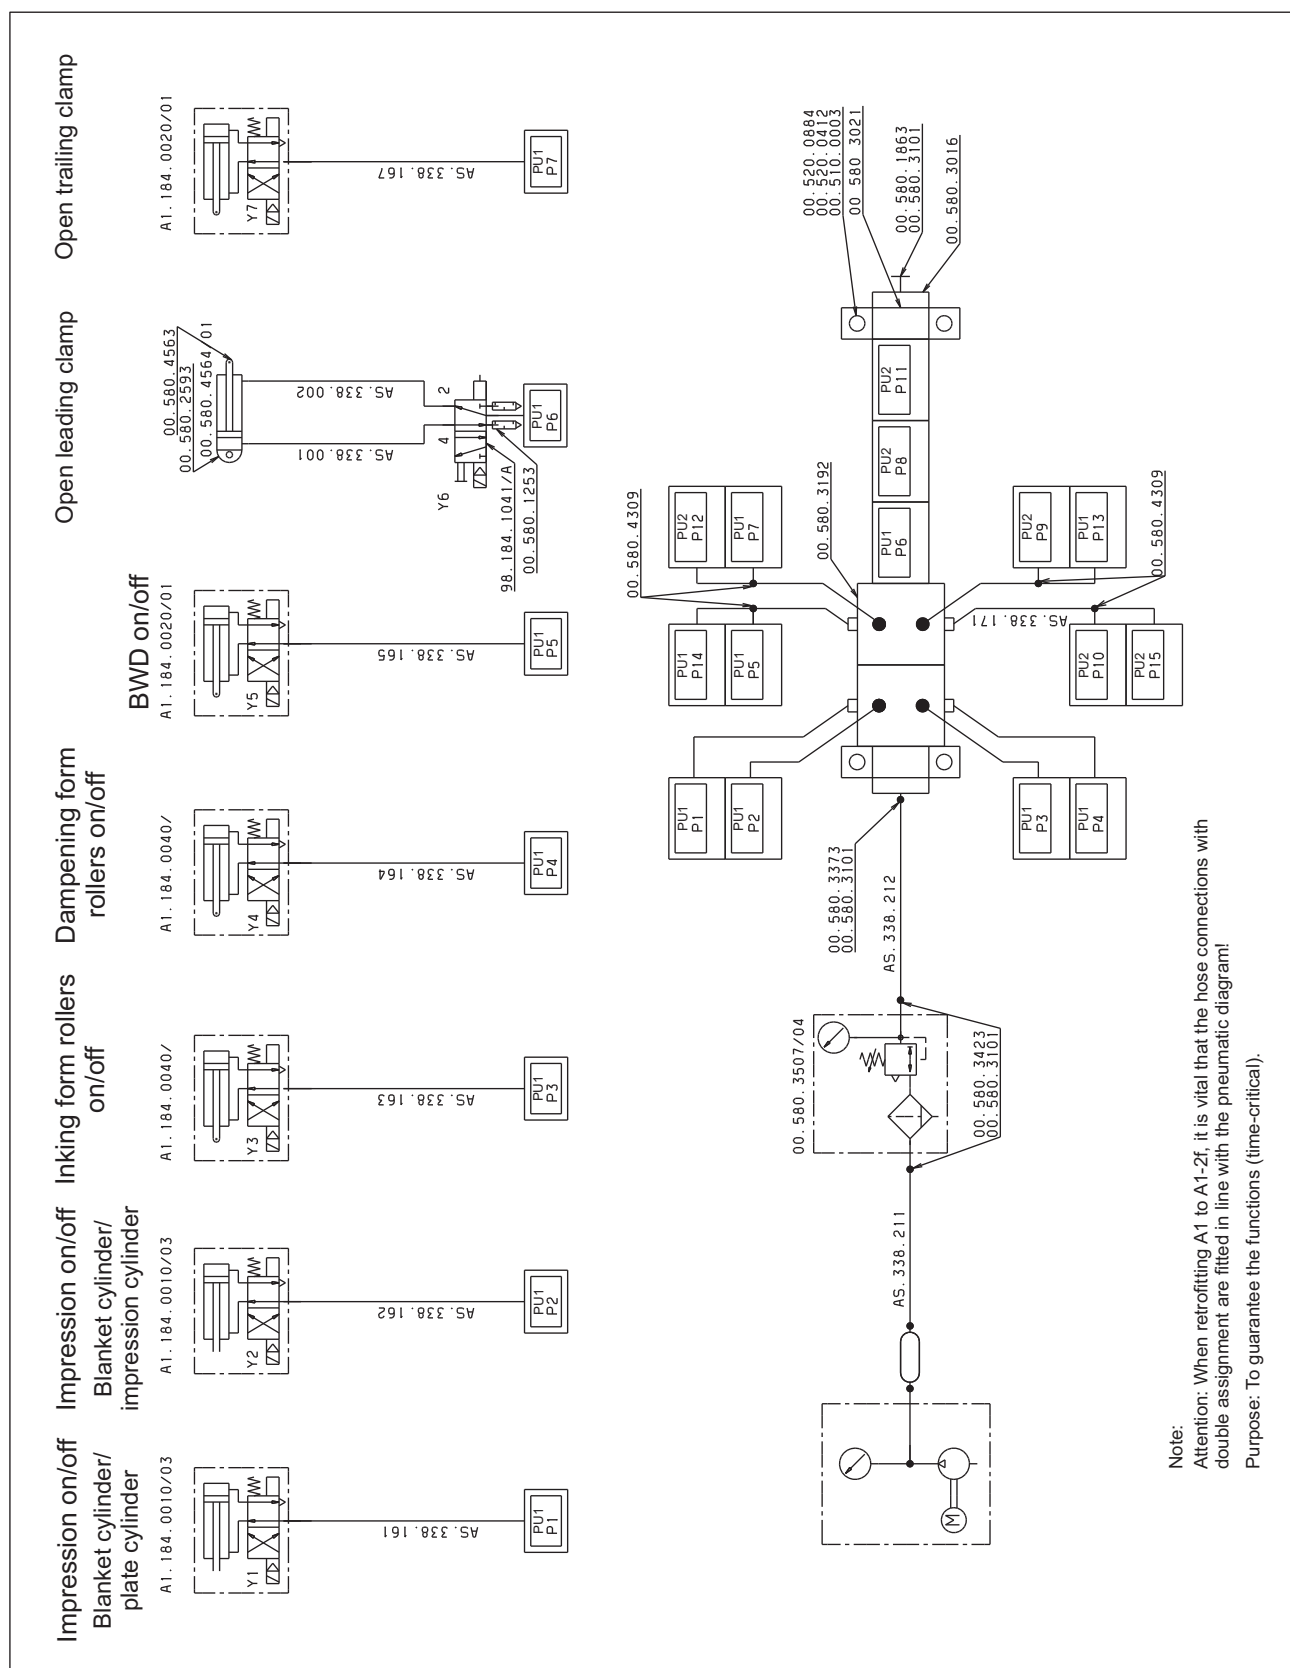 Impression on/off
Blanket cylinder/
plate cylinder
A1.184.0010/03
Y1
AS.338.161
PU1
P1
Impression on/off
Blanket cylinder/
impression cylinder
A1.184.0010/03
Y2
AS.338.162
PU1
P2
Inking form rollers
on/off
A1.184.0040/
Y3
AS.338.163
PU1
P3
Dampening form
rollers on/off
A1.184.0040/
Y4
AS.338.164
PU1
P4
BWD on/off
A1.184.0020/01
Y5
AS.338.165
PU1
P5
Open leading clamp
00.580.4563
00.580.2593
00.580.4564/01
AS.338.001
AS.338.002
4
2
Y6
98.184.1041/A
00.580.1253
PU1
P6
Open trailing clamp
A1.184.0020/01
Y7
AS.338.167
PU1
P7
M
AS.338.211
00.580.3507/04
00.580.3423
00.580.3101
AS.338.212
00.580.3373
00.580.3101
PU1
P1
PU1
P2
PU1
P3
PU1
P4
PU1
P14
PU1
P5
PU2
P10
PU2
P15
AS.338.171
PU2
P12
PU1
P7
PU2
P9
PU1
P13
00.580.4309
00.580.4309
00.580.3192
PU1
P6
PU2
P8
PU2
P11
00.520.0884
00.520.0412
00.510.0003
00.580.3021
00.580.1863
00.580.3101
00.580.3016
Note:
Attention: When retrofitting A1 to A1-2f, it is vital that the hose connections with
double assignment are fitted in line with the pneumatic diagram!
Purpose: To guarantee the functions (time-critical).